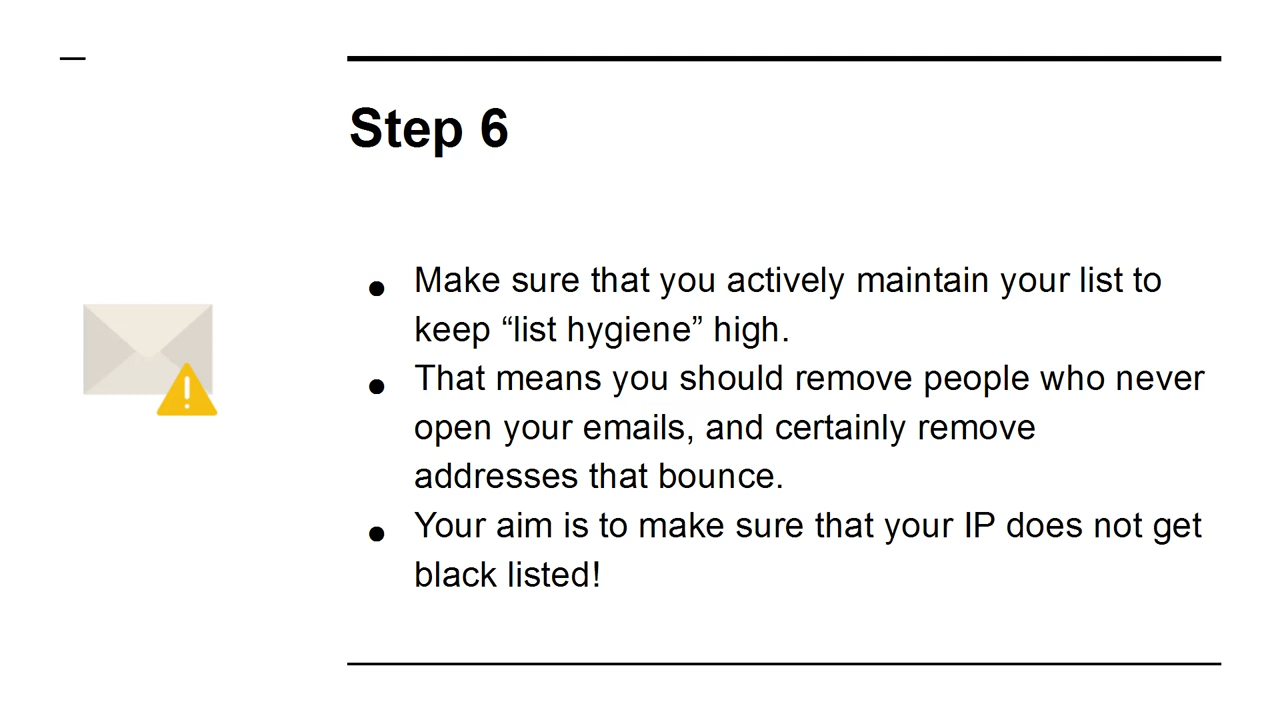 Step 6
● Make sure that you actively maintain your list to
keep “list hygiene” high.
● That means you should remove people who never
open your emails, and certainly remove
addresses that bounce.
● Your aim is to make sure that your IP does not get
black listed!